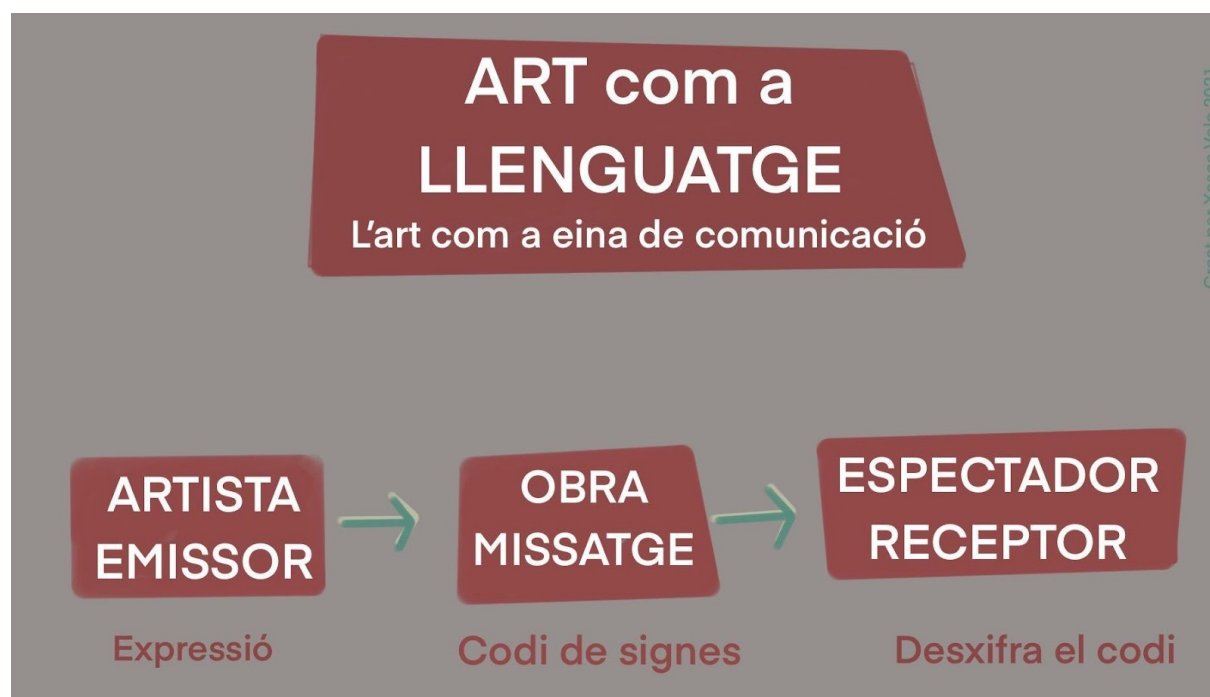 ART com a
LLENGUATGE
L'art com a eina de comunicació
ARTISTA
EMISSOR
Expressió
OBRA
MISSATGE
Codi de signes
ESPECTADOR
RECEPTOR
Desxifra el codi